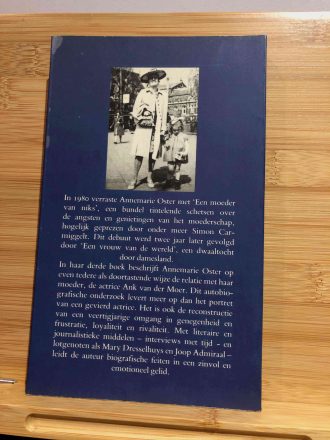 In 1980 verraste Annemarie Oster met 'Een moeder
van niks', een bundel tintelende schetsen over
de angsten en genietingen van het moederschap,
hogelijk geprezen door onder meer Simon Car-
miggelt. Dit debuut werd twee jaar later gevolgd
door 'Een vrouw van de wereld', een dwaaltocht
door damesland.
In haar derde boek beschrijft Annemarie Oster op
even tedere als doortastende wijze de relatie met haar
moeder, de actrice Ank van der Moer. Dit autobio-
grafische onderzoek levert meer op dan het portret
van een gevierd actrice. Het is ook de reconstructie
van een veertigjarige omgang in genegenheid en
frustratie, loyaliteit en rivaliteit. Met literaire en
journalistieke middelen – interviews met tijd - en
lotgenoten als Mary Dresselhuys en Joop Admiraal –
leidt de auteur biografische feiten in een zinvol en
emotioneel gelid.